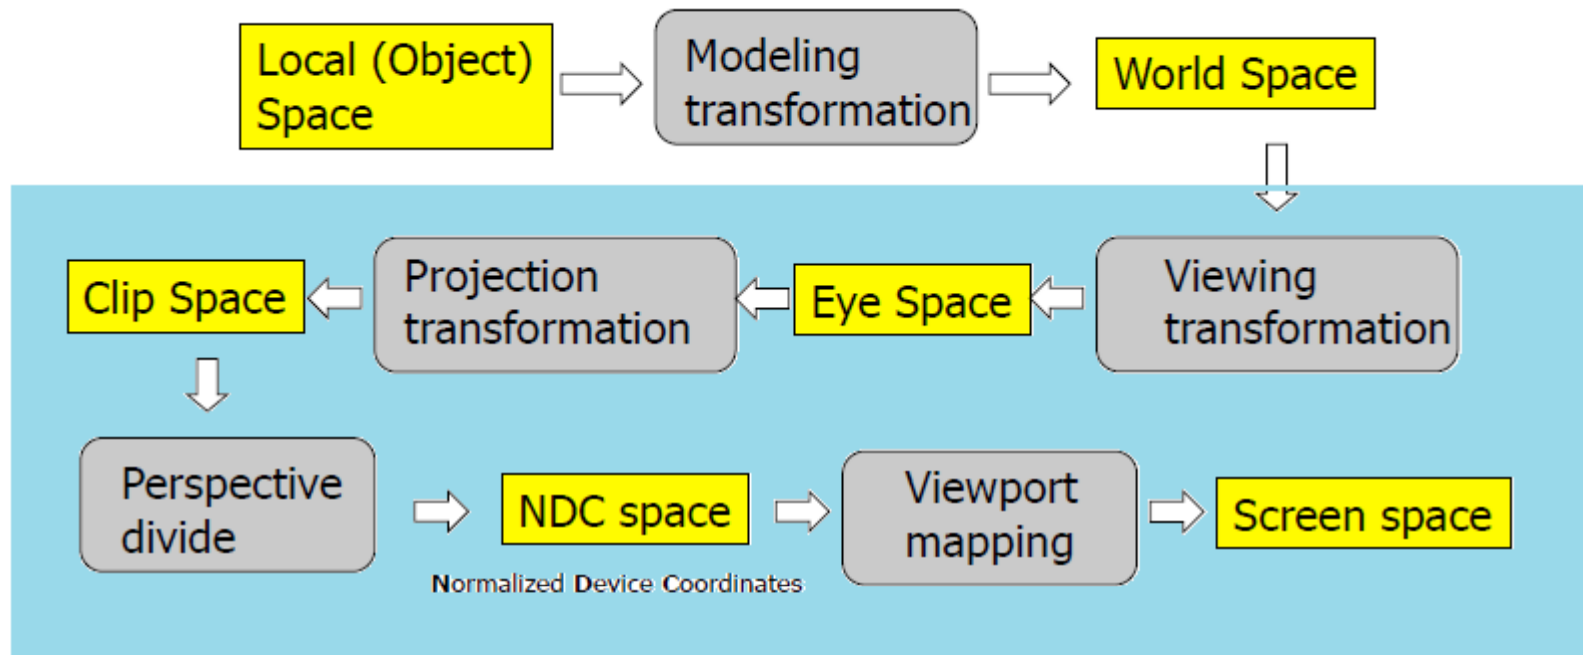 Local (Object)
Space
Modeling
transformation
World Space
Viewing
transformation
Eye Space
Projection
transformation
Clip Space
Perspective
divide
NDC space
Normalized Device Coordinates
Viewport
mapping
Screen space